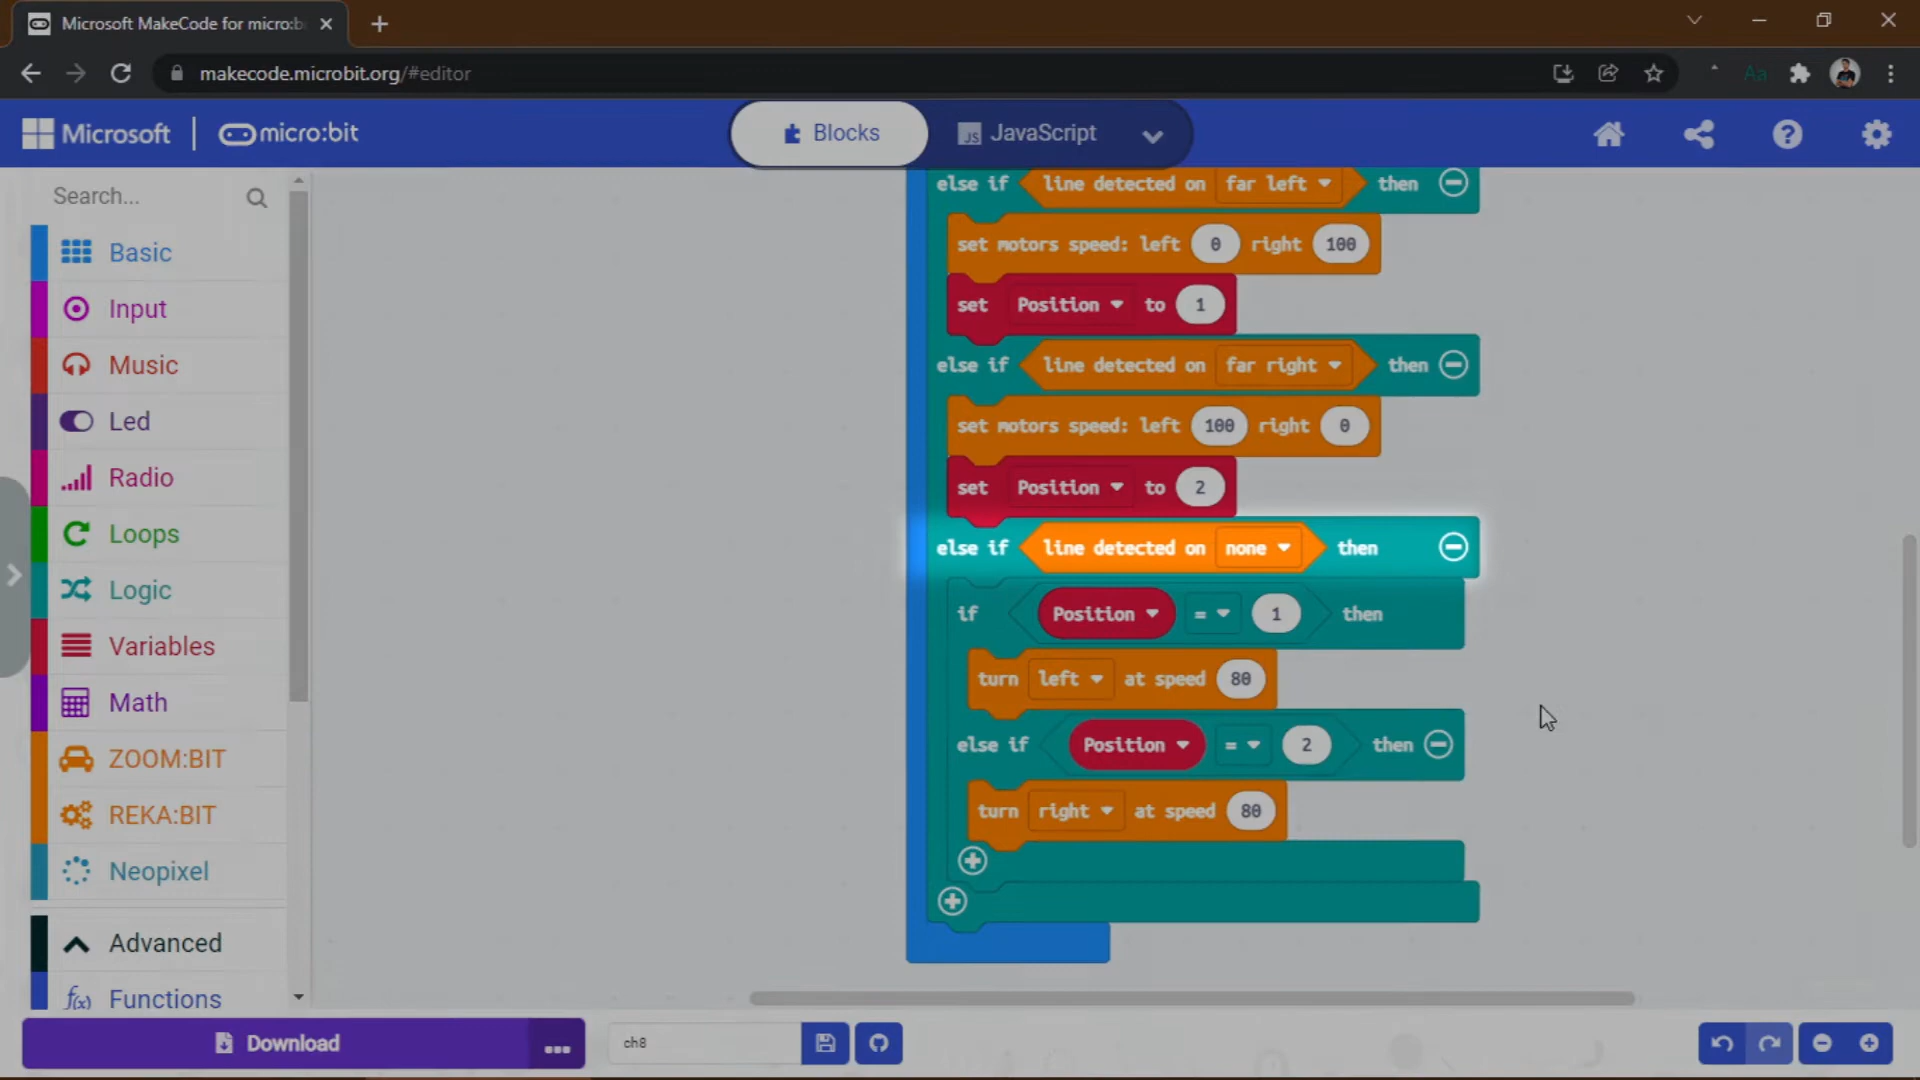 Microsoft MakeCode for micro:b
makecode.microbit.org/#editor
Aa
Microsoft
micro:bit
Blocks
JS
JavaScript
Search...
Basic
Input
Music
Led
Radio
Loops
Logic
Variables
Math
ZOOM:BIT
REKA:BIT
Neopixel
Advanced
f(x) Functions
else if line detected on far left then
set motors speed: left 0 right 100
set Position to 1
else if line detected on far right then
set motors speed: left 100 right 0
set Position to 2
else if line detected on none then
if Position = 1 then
turn left at speed 80
else if Position = 2 then
turn right at speed 80
Download
...
ch8